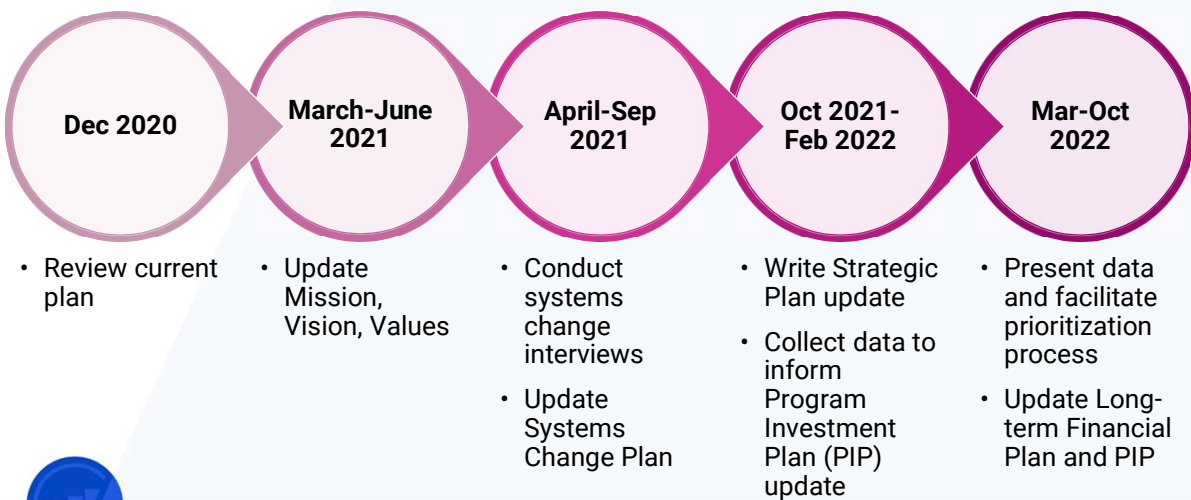 Dec 2020
March-June
2021
April-Sep
2021
Oct 2021-
Feb 2022
Mar-Oct
2022
• Review current
plan
• Update
Mission,
Vision, Values
• Conduct
systems
change
interviews
• Update
Systems
Change Plan
• Write Strategic
Plan update
• Collect data to
inform
Program
Investment
Plan (PIP)
update
• Present data
and facilitate
prioritization
process
• Update Long-
term Financial
Plan and PIP